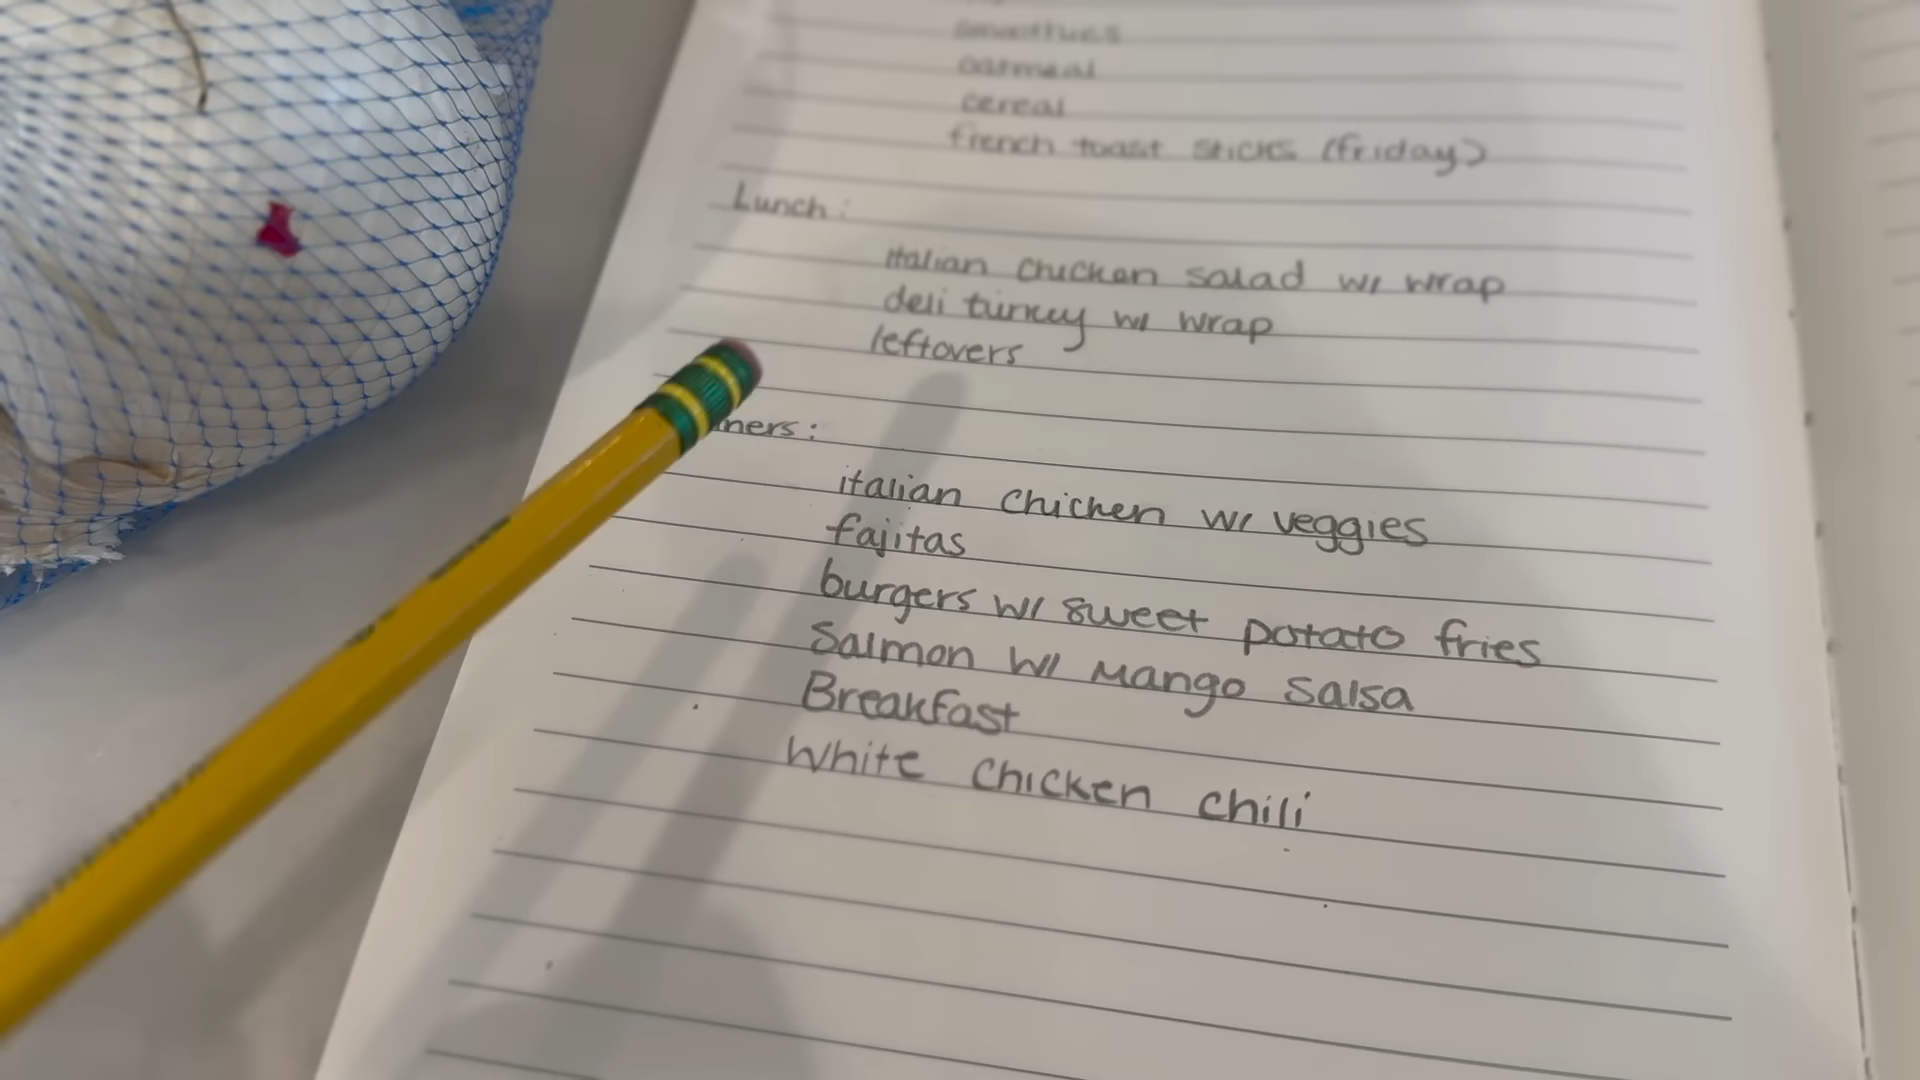 smoothies
oatmeal
cereal
french toast sticks (friday)
Lunch:
italian chicken salad w/ wrap
deli turkey w/ wrap
leftovers
ners:
italian chicken w/ veggies
fajitas
burgers w/ sweet potato fries
Salmon w/ Mango Salsa
Breakfast
White Chicken Chili